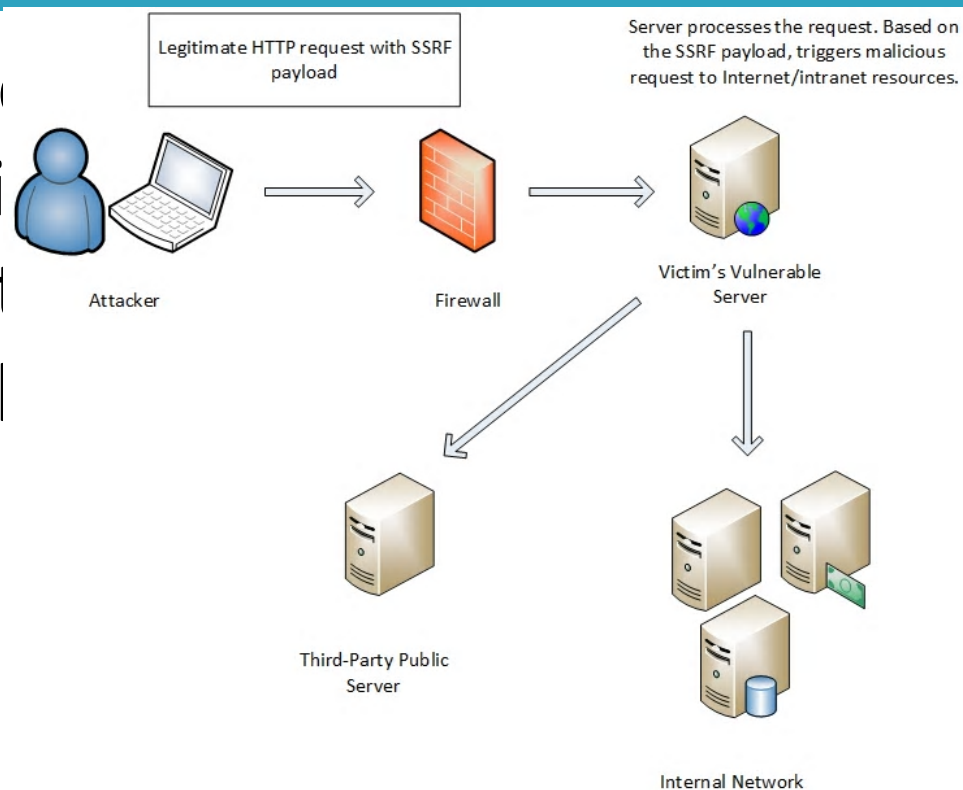 Legitimate HTTP request with SSRF
payload
Server processes the request. Based on
the SSRF payload, triggers malicious
request to Internet/intranet resources.
Attacker
Firewall
Victim's Vulnerable
Server
Third-Party Public
Server
Internal Network